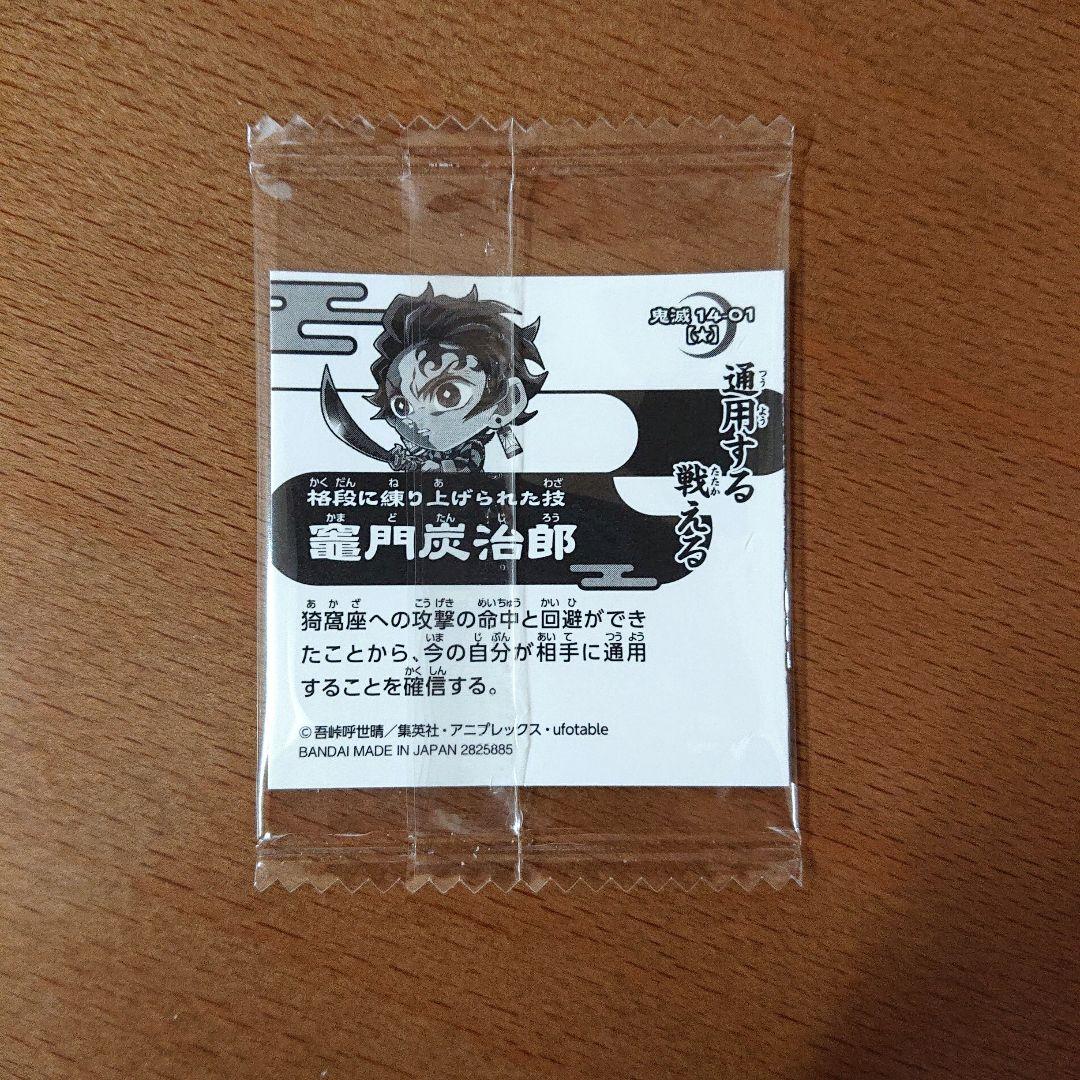 鬼滅 14-01
[★]
通用する
戦える
格段に練り上げられた技
竈門炭治郎
猗窩座への攻撃の命中と回避ができ
たことから、今の自分が相手に通用
することを確信する。
©吾峠呼世晴／集英社・アニプレックス・ufotable
BANDAI MADE IN JAPAN 2825885